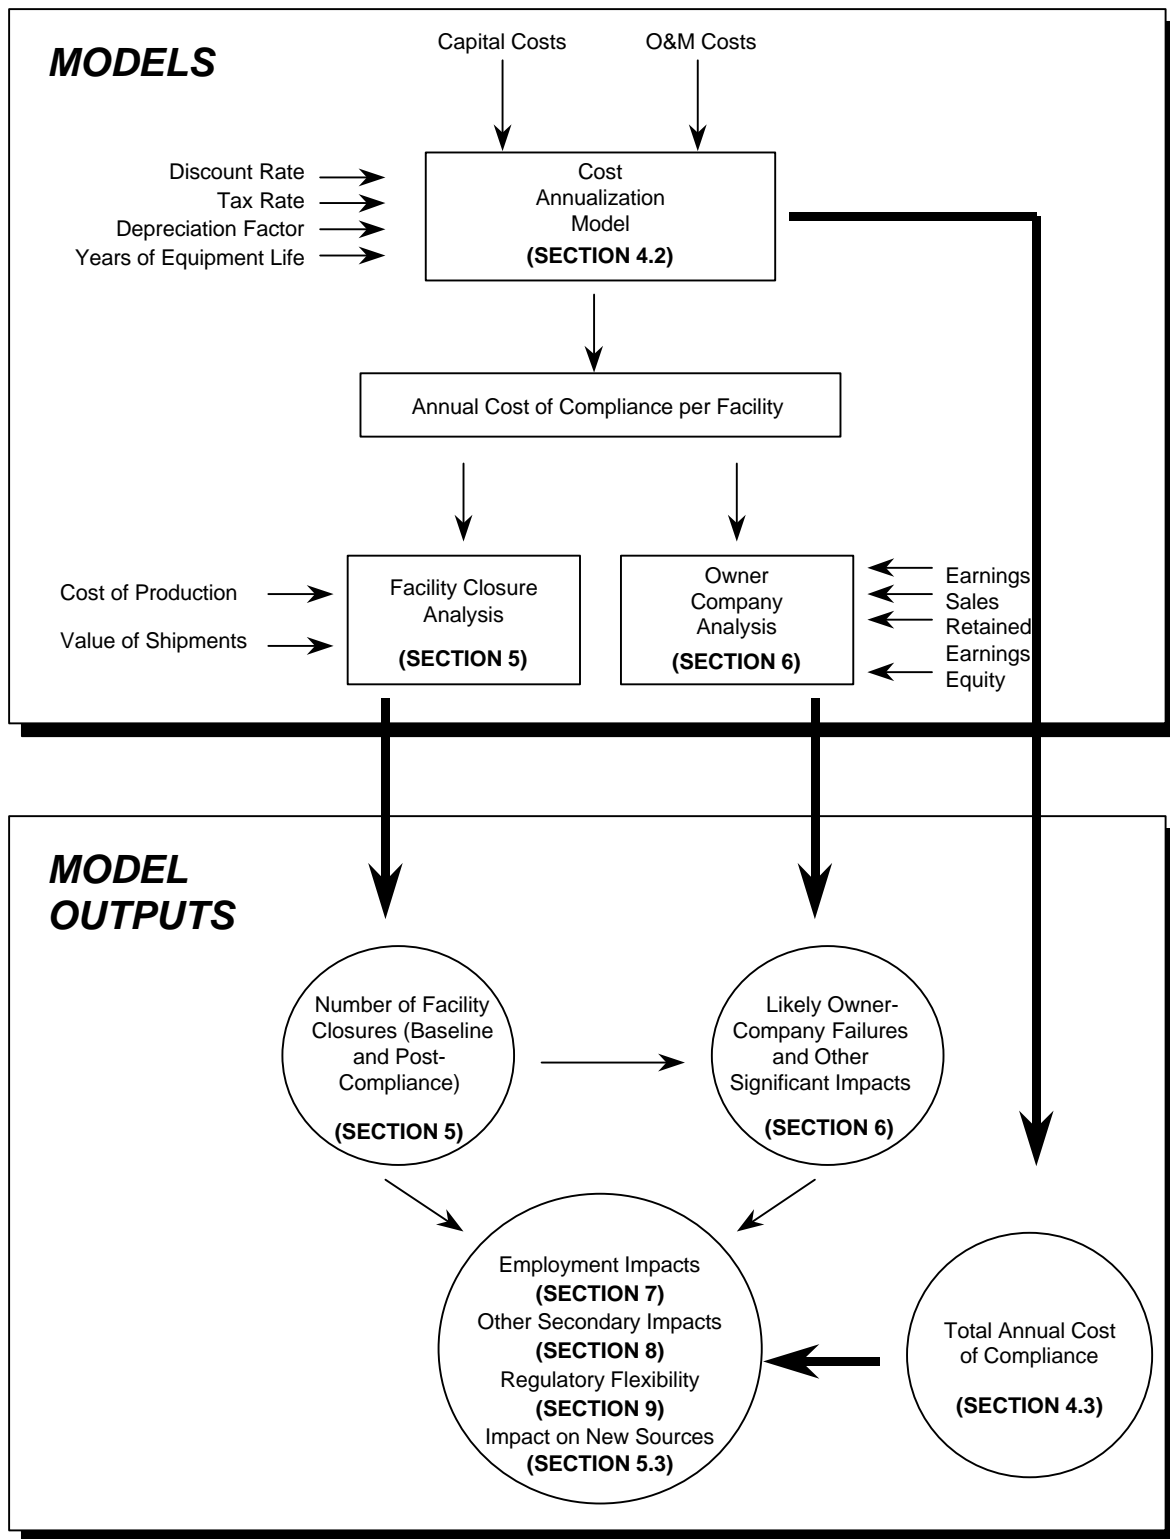 MODELS
Capital Costs
O&M Costs
Discount Rate
Tax Rate
Depreciation Factor
Years of Equipment Life
Cost
Annualization
Model
(SECTION 4.2)
Annual Cost of Compliance per Facility
Cost of Production
Value of Shipments
Facility Closure
Analysis
(SECTION 5)
Owner
Company
Analysis
(SECTION 6)
Earnings
Sales
Retained
Earnings
Equity
MODEL
OUTPUTS
Number of Facility
Closures (Baseline
and Post-
Compliance)
(SECTION 5)
Likely Owner-
Company Failures
and Other
Significant Impacts
(SECTION 6)
Employment Impacts
(SECTION 7)
Other Secondary Impacts
(SECTION 8)
Regulatory Flexibility
(SECTION 9)
Impact on New Sources
(SECTION 5.3)
Total Annual Cost
of Compliance
(SECTION 4.3)